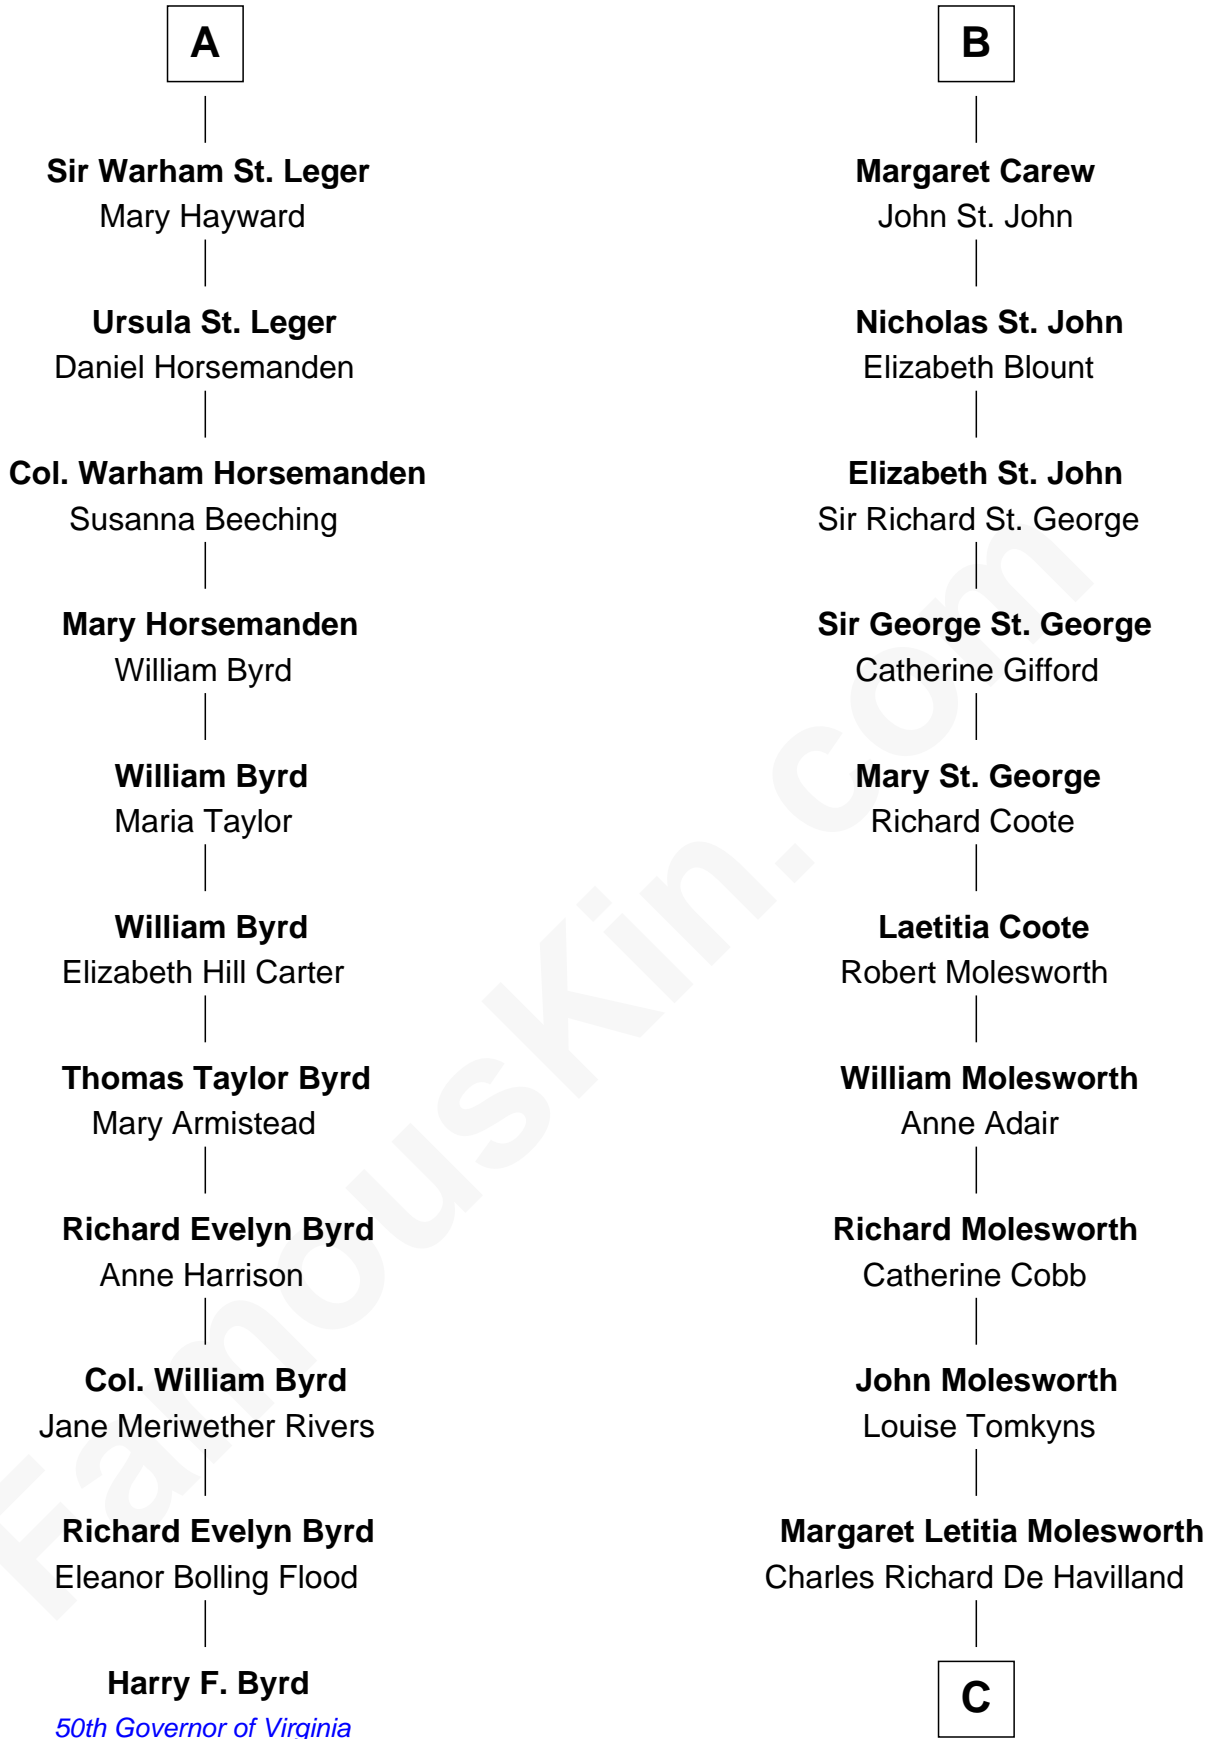 A
Sir Warham St. Leger
Mary Hayward
Ursula St. Leger
Daniel Horsemanden
Col. Warham Horsemanden
Susanna Beeching
Mary Horsemanden
William Byrd
William Byrd
Maria Taylor
William Byrd
Elizabeth Hill Carter
Thomas Taylor Byrd
Mary Armistead
Richard Evelyn Byrd
Anne Harrison
Col. William Byrd
Jane Meriwether Rivers
Richard Evelyn Byrd
Eleanor Bolling Flood
Harry F. Byrd
50th Governor of Virginia
B
Margaret Carew
John St. John
Nicholas St. John
Elizabeth Blount
Elizabeth St. John
Sir Richard St. George
Sir George St. George
Catherine Gifford
Mary St. George
Richard Coote
Laetitia Coote
Robert Molesworth
William Molesworth
Anne Adair
Richard Molesworth
Catherine Cobb
John Molesworth
Louise Tomkyns
Margaret Letitia Molesworth
Charles Richard De Havilland
C
FamousKin.com